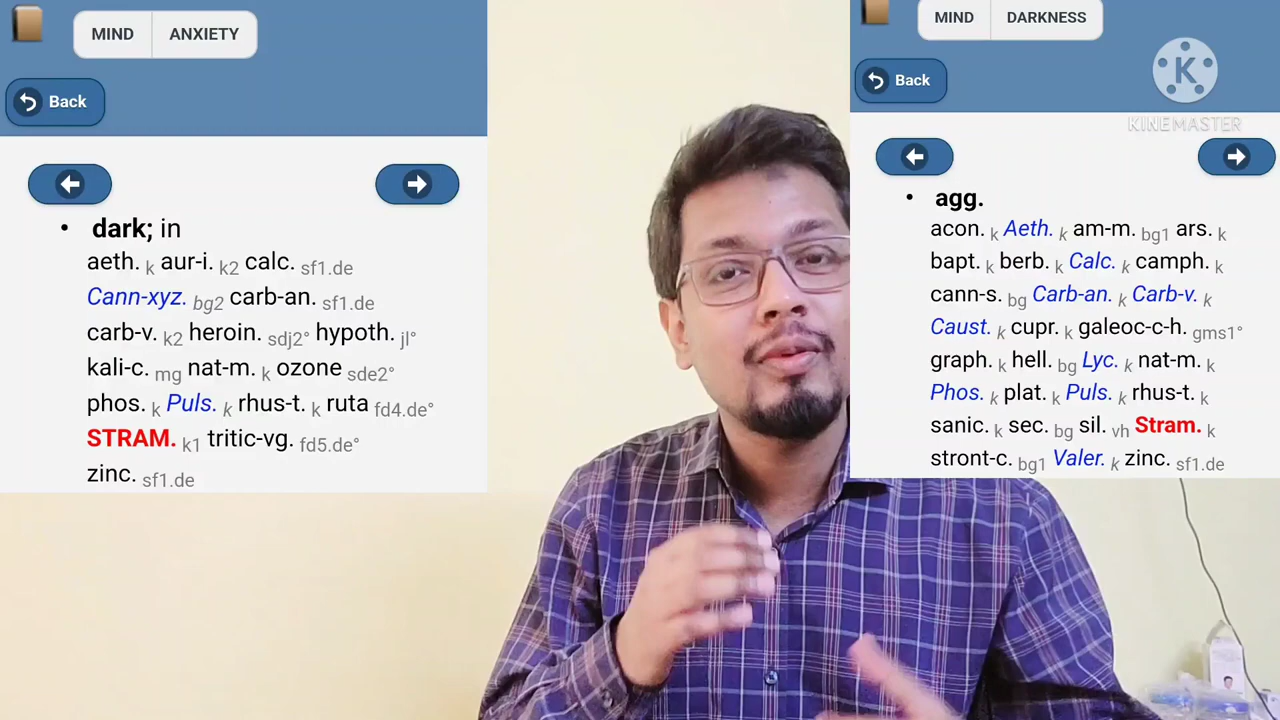 MIND ANXIETY
Back
• dark; in
aeth. k aur-i. k2 calc. sf1.de
Cann-xyz. bg2 carb-an. sf1.de
carb-v. k2 heroin. sdj2° hypoth. jl°
kali-c. mg nat-m. k ozone sde2°
phos. k Puls. k rhus-t. k ruta fd4.de°
STRAM. k1 tritic-vg. fd5.de°
zinc. sf1.de
MIND DARKNESS
Back
• agg.
acon. k Aeth. k am-m. bg1 ars. k
bapt. k berb. k Calc. k camph. k
cann-s. bg Carb-an. k Carb-v. k
Caust. k cupr. k galeoc-c-h. gms1°
graph. k hell. bg Lyc. k nat-m. k
Phos. k plat. k Puls. k rhus-t. k
sanic. k sec. bg sil. vh Stram. k
stront-c. bg1 Valer. k zinc. sf1.de
K
KINEMASTER